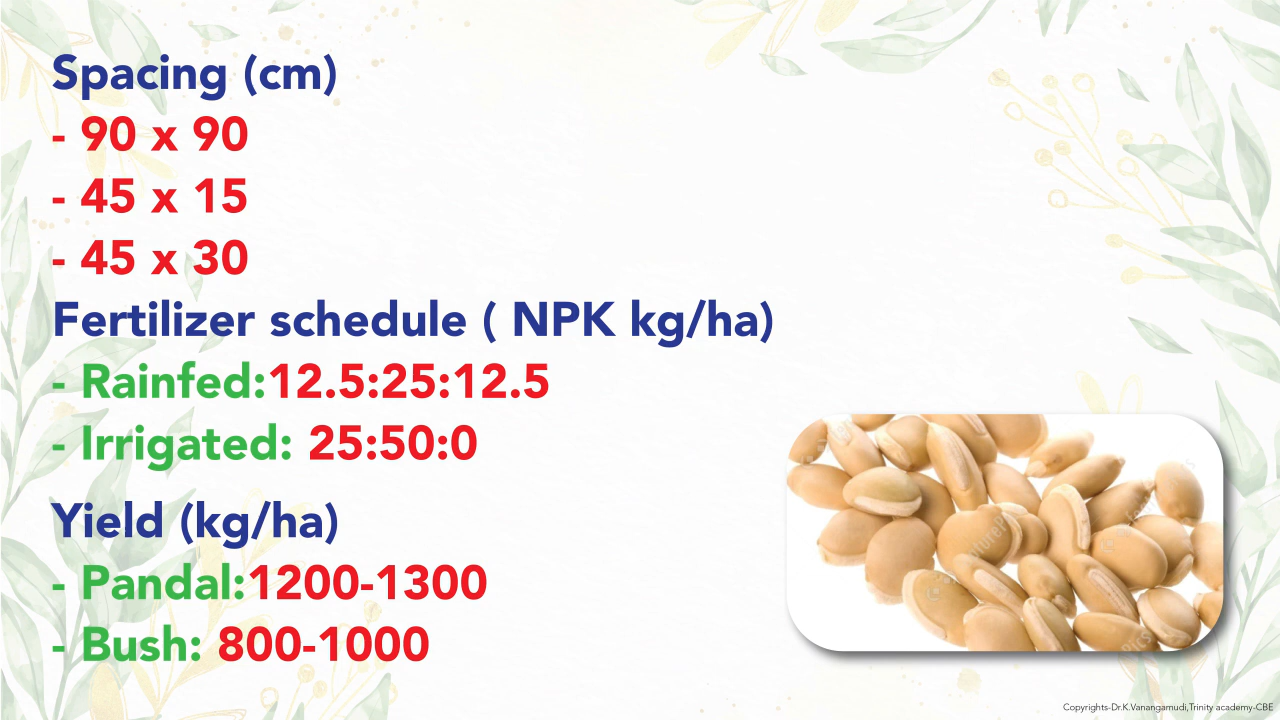 Spacing (cm)
- 90 x 90
- 45 x 15
- 45 x 30
Fertilizer schedule ( NPK kg/ha)
- Rainfed:12.5:25:12.5
- Irrigated: 25:50:0
Yield (kg/ha)
- Pandal:1200-1300
- Bush: 800-1000
Copyrights-Dr.K.Vanangamudi,Trinity academy-CBE